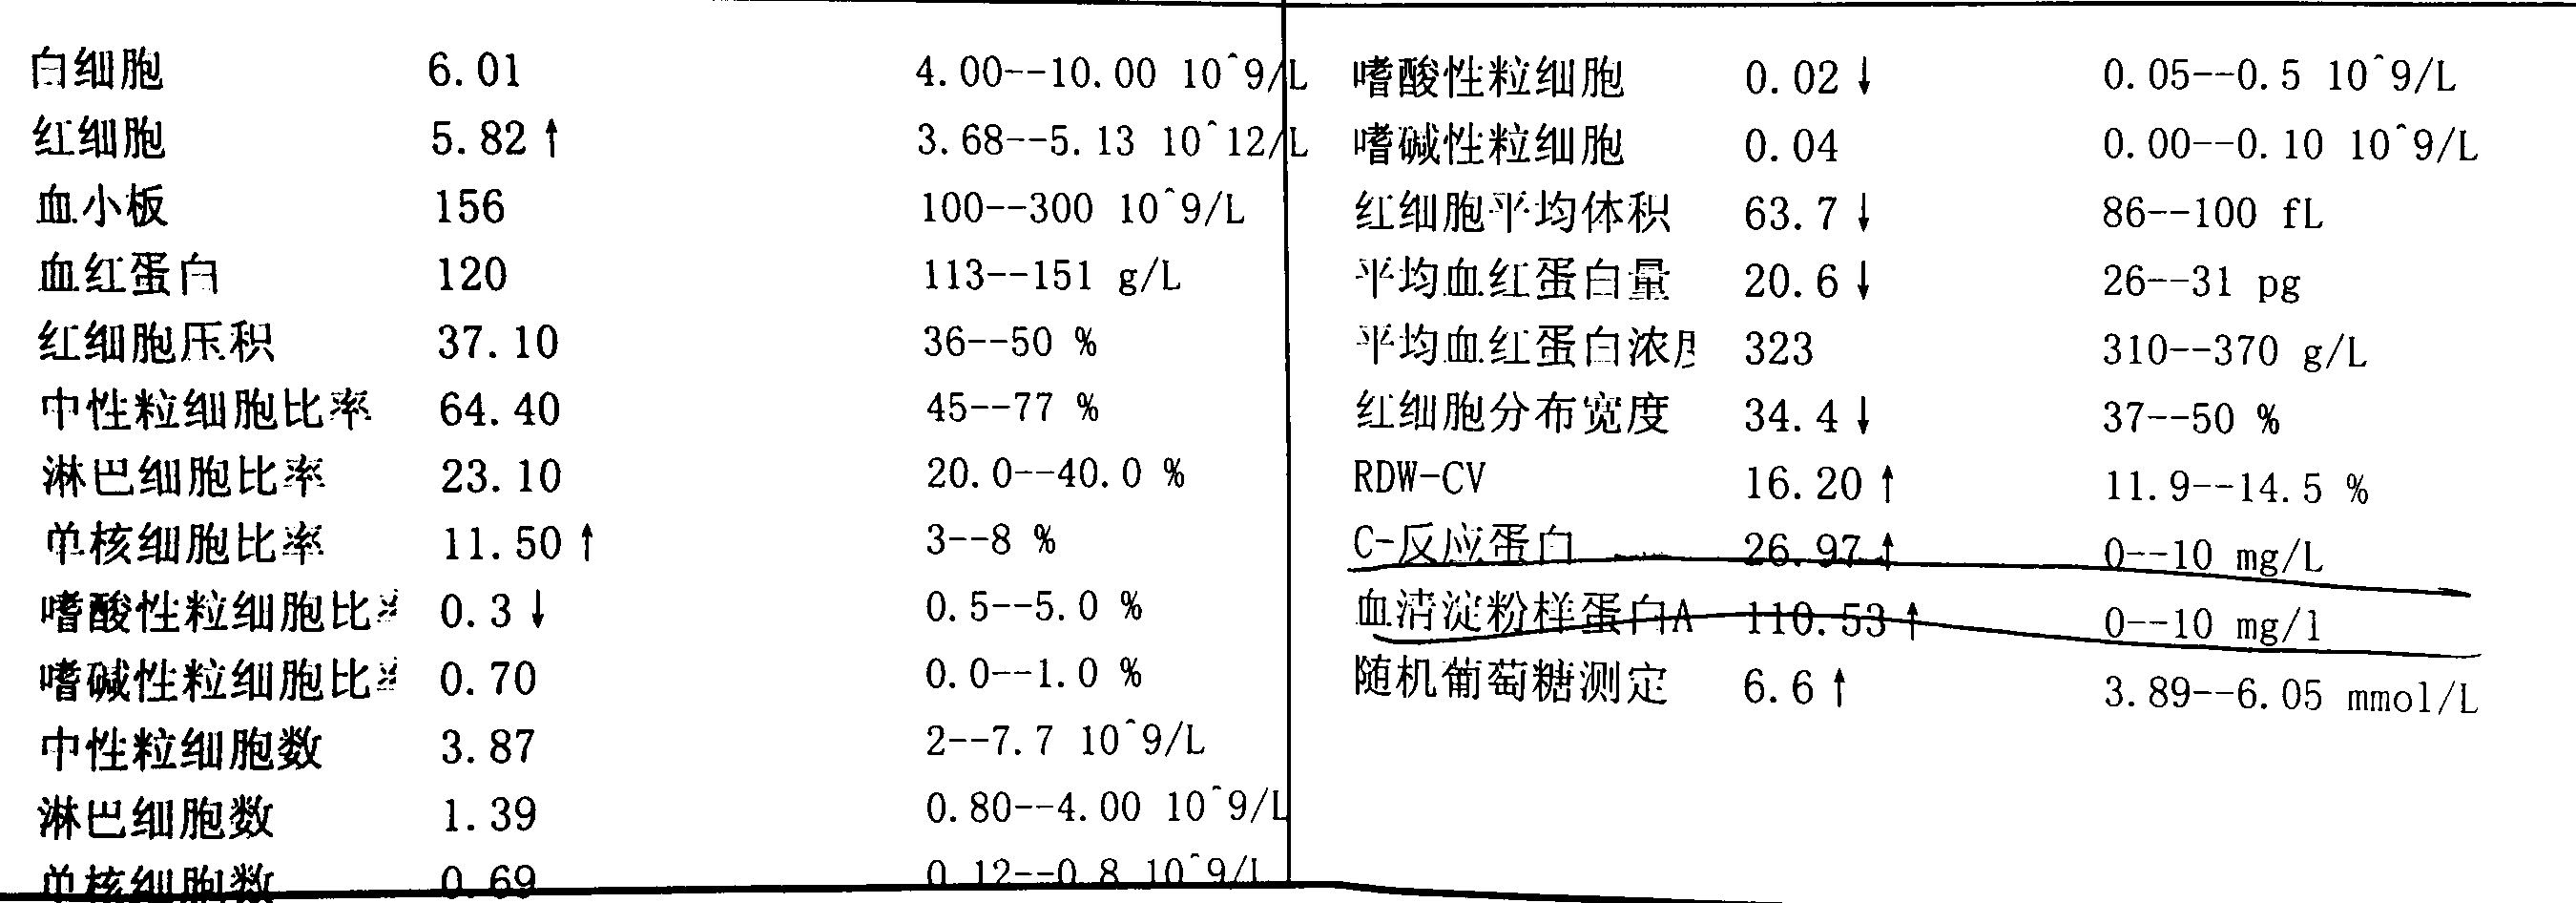 白细胞 6.01 4.00--10.00 10^9/L
红细胞 5.82↑ 3.68--5.13 10^12/L
血小板 156 100--300 10^9/L
血红蛋白 120 113--151 g/L
红细胞压积 37.10 36--50 %
中性粒细胞比率 64.40 45--77 %
淋巴细胞比率 23.10 20.0--40.0 %
单核细胞比率 11.50↑ 3--8 %
嗜酸性粒细胞比 0.3↓ 0.5--5.0 %
嗜碱性粒细胞比 0.70 0.0--1.0 %
中性粒细胞数 3.87 2--7.7 10^9/L
淋巴细胞数 1.39 0.80--4.00 10^9/L
单核细胞数 0.69 0.12--0.8 10^9/L
嗜酸性粒细胞 0.02↓ 0.05--0.5 10^9/L
嗜碱性粒细胞 0.04 0.00--0.10 10^9/L
红细胞平均体积 63.7↓ 86--100 fL
平均血红蛋白量 20.6↓ 26--31 pg
平均血红蛋白浓 323 310--370 g/L
红细胞分布宽度 34.4↓ 37--50 %
RDW-CV 16.20↑ 11.9--14.5 %
C-反应蛋白 26.97↑ 0--10 mg/L
血清淀粉样蛋白A 110.53↑ 0--10 mg/l
随机葡萄糖测定 6.6↑ 3.89--6.05 mmol/L